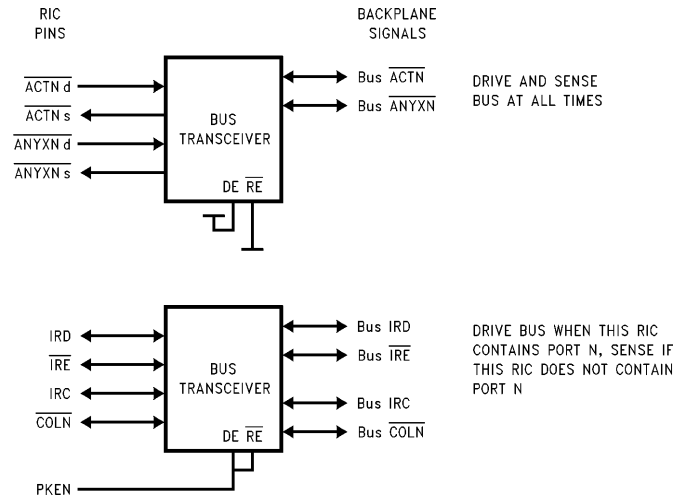 RIC
PINS
BACKPLANE
SIGNALS
ACTN d
ACTN s
ANYXN d
ANYXN s
BUS
TRANSCEIVER
DE RE
Bus ACTN
Bus ANYXN
DRIVE AND SENSE
BUS AT ALL TIMES
IRD
IRE
IRC
COLN
PKEN
BUS
TRANSCEIVER
DE RE
Bus IRD
Bus IRE
Bus IRC
Bus COLN
DRIVE BUS WHEN THIS RIC
CONTAINS PORT N, SENSE IF
THIS RIC DOES NOT CONTAIN
PORT N